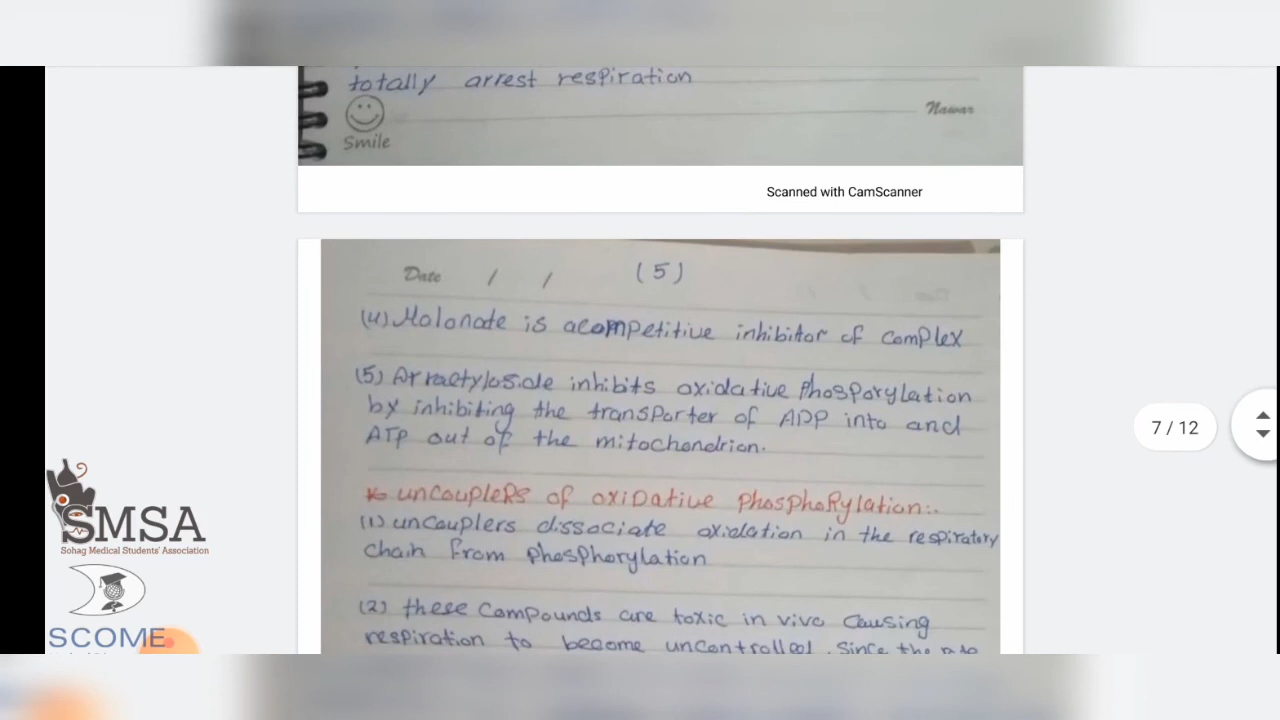 totally arrest respiration
Nawar
Smile
Scanned with CamScanner
Date / / (5)
(4) Malonate is acompetitive inhibitor of complex
(5) Atractyloside inhibits oxidative phosporylation
by inhibiting the transporter of ADP into and
ATP out of the mitochondrion.
* uncouplers of oxidative phosphorylation:.
(1) uncouplers dissociate oxidation in the respiratory
chain from phosphorylation
(2) these compounds are toxic in vivo causing
respiration to become uncontrolled. Since the
7 / 12
SMSA
Sohag Medical Students' Association
SCOME